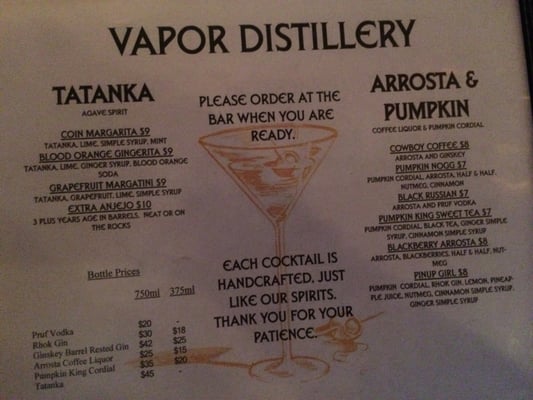 VAPOR DISTILLERY
TATANKA
AGAVE SPIRIT
COIN MARGARITA $9
TATANKA, LIME, SIMPLE SYRUP, MINT
BLOOD ORANGE GINGERITA $9
TATANKA, LIME, GINGER SYRUP, BLOOD ORANGE
SODA
GRAPEFRUIT MARGATINI $9
TATANKA, GRAPEFRUIT, LIME, SIMPLE SYRUP
EXTRA ANJEJO $10
3 PLUS YEARS AGE IN BARRELS. NEAT OR ON
THE ROCKS
Bottle Prices
750ml 375ml
Pruf Vodka $20 -
Rhok Gin $30 $18
Ginskey Barrel Rested Gin $42 $25
Arrosta Coffee Liquor $25 $15
Pumpkin King Cordial $35 $20
Tatanka $45 -
PLEASE ORDER AT THE
BAR WHEN YOU ARE
READY.
EACH COCKTAIL IS
HANDCRAFTED, JUST
LIKE OUR SPIRITS.
THANK YOU FOR YOUR
PATIENCE.
ARROSTA &
PUMPKIN
COFFEE LIQUOR & PUMPKIN CORDIAL
COWBOY COFFEE $8
ARROSTA AND GINSKEY
PUMPKIN NOGG $7
PUMPKIN CORDIAL, ARROSTA, HALF & HALF,
NUTMEG, CINNAMON
BLACK RUSSIAN $7
ARROSTA AND PRUF VODKA
PUMPKIN KING SWEET TEA $7
PUMPKIN CORDIAL, BLACK TEA, GINGER SIMPLE
SYRUP, CINNAMON SIMPLE SYRUP
BLACKBERRY ARROSTA $8
ARROSTA, BLACKBERRIES, HALF & HALF, NUT-
MEG
PINUP GIRL $8
PUMPKIN CORDIAL, RHOK GIN, LEMON, PINEAP-
PLE JUICE, NUTMEG, CINNAMON SIMPLE SYRUP,
GINGER SIMPLE SYRUP